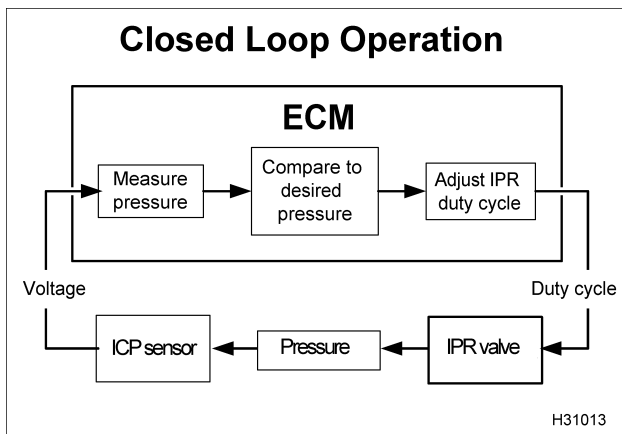 Closed Loop Operation
ECM
Measure
pressure
Compare to
desired
pressure
Adjust IPR
duty cycle
Voltage
Duty cycle
ICP sensor
Pressure
IPR valve
H31013